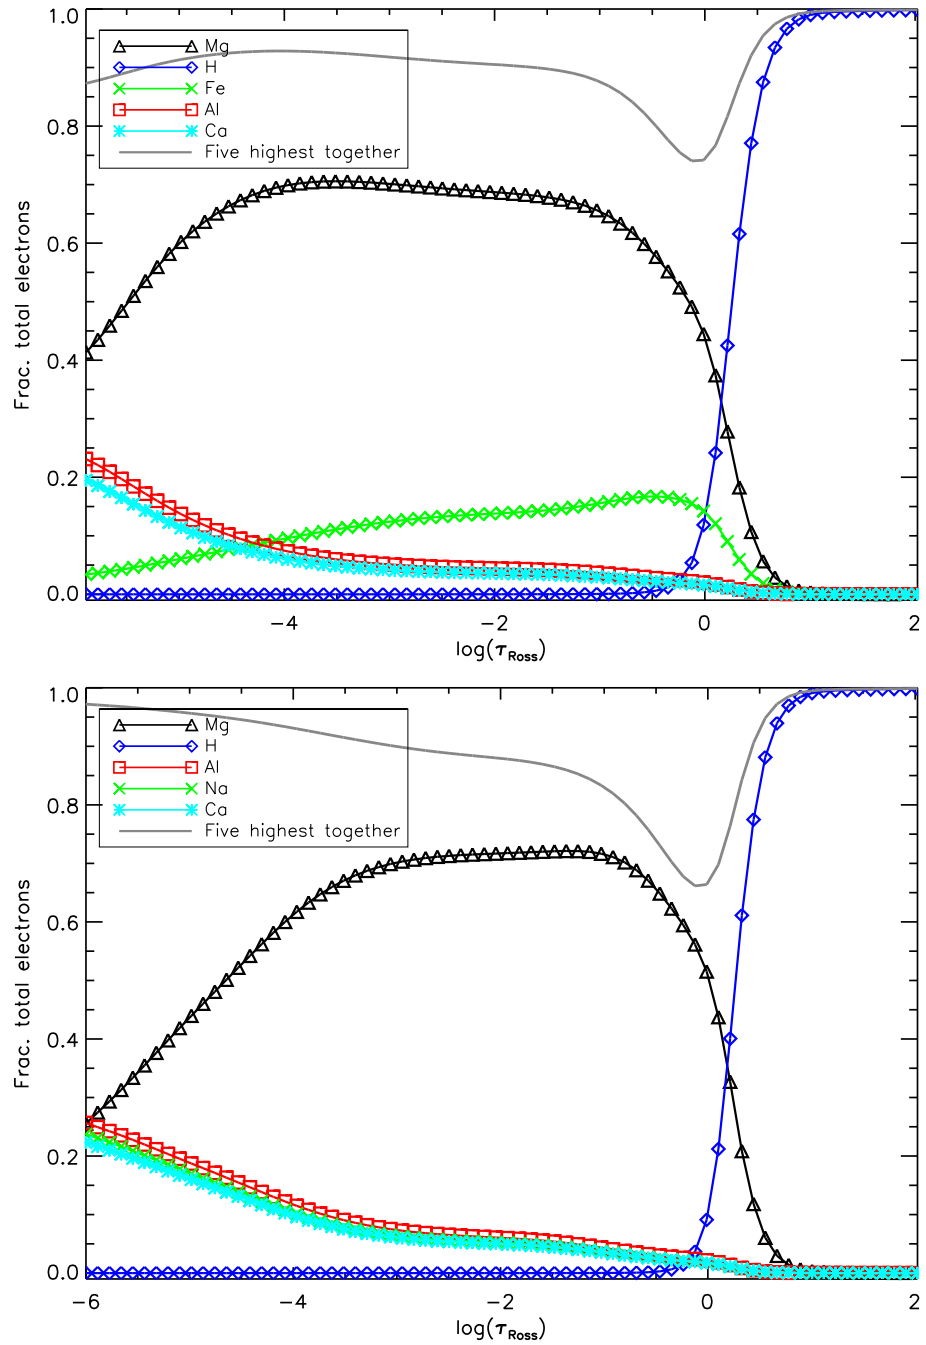 1.0
0.8
0.6
0.4
0.2
0.0
Frac. total electrons
Mg
H
Fe
Al
Ca
Five highest together
−4 −2 0 2
log(τRoss)
1.0
0.8
0.6
0.4
0.2
0.0
Frac. total electrons
Mg
H
Al
Na
Ca
Five highest together
−6 −4 −2 0 2
log(τRoss)